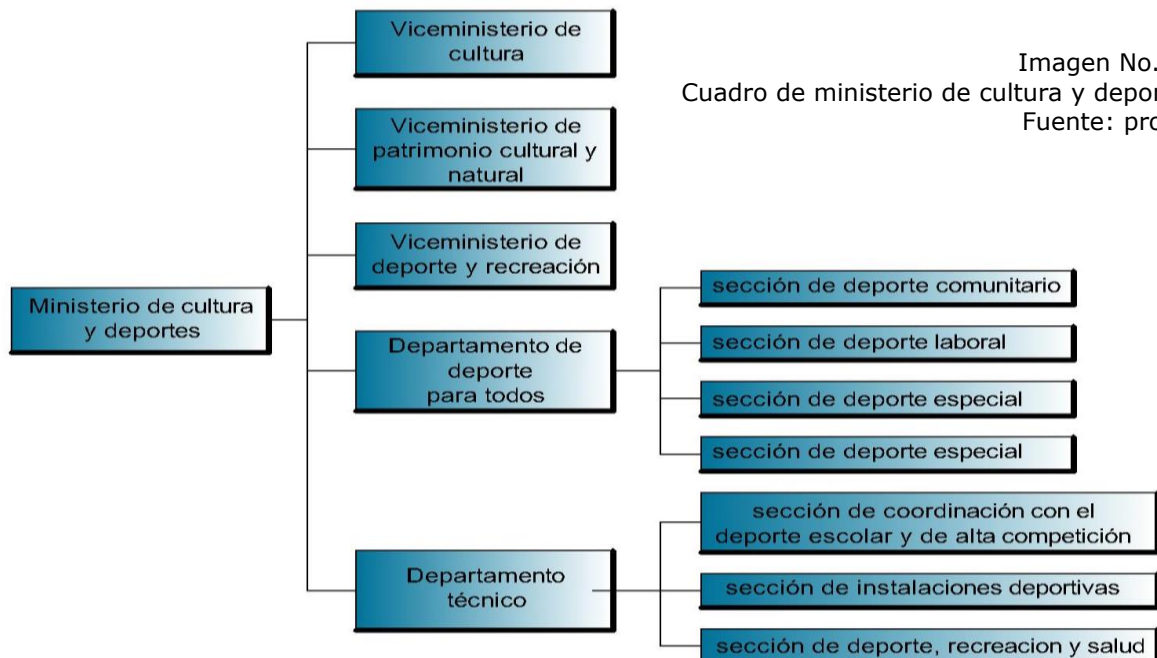 Viceministerio de
cultura
Imagen No.
Cuadro de ministerio de cultura y depor
Fuente: pro
Viceministerio de
patrimonio cultural y
natural
Viceministerio de
deporte y recreación
Ministerio de cultura
y deportes
Departamento de
deporte
para todos
sección de deporte comunitario
sección de deporte laboral
sección de deporte especial
sección de deporte especial
Departamento
técnico
sección de coordinación con el
deporte escolar y de alta competición
sección de instalaciones deportivas
sección de deporte, recreacion y salud